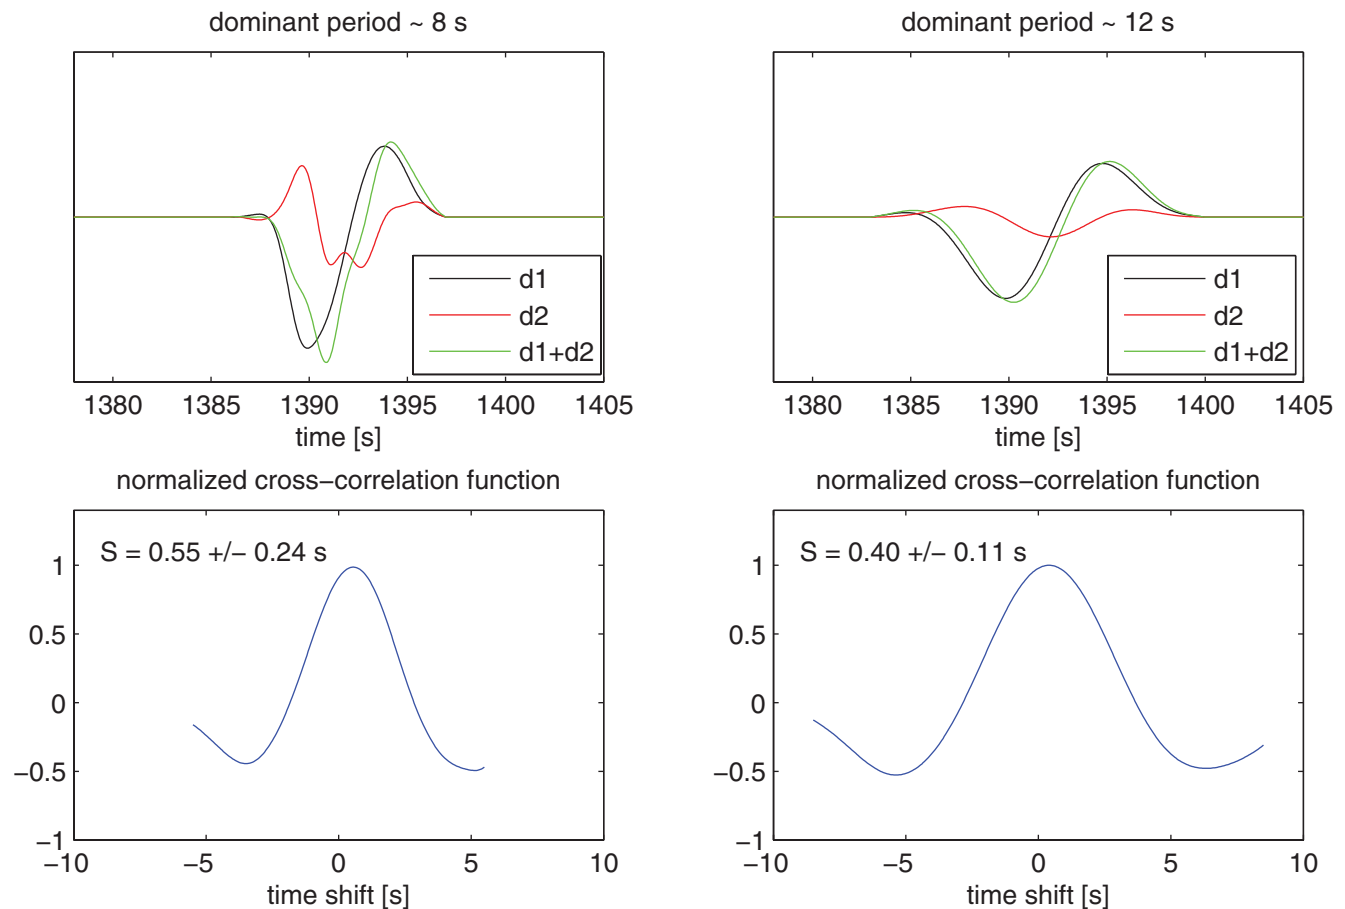 dominant period ~ 8 s
d1
d2
d1+d2
1380 1385 1390 1395 1400 1405
time [s]
dominant period ~ 12 s
d1
d2
d1+d2
1380 1385 1390 1395 1400 1405
time [s]
normalized cross−correlation function
S = 0.55 +/− 0.24 s
1
0.5
0
−0.5
−1
−10 −5 0 5 10
time shift [s]
normalized cross−correlation function
S = 0.40 +/− 0.11 s
1
0.5
0
−0.5
−1
−10 −5 0 5 10
time shift [s]